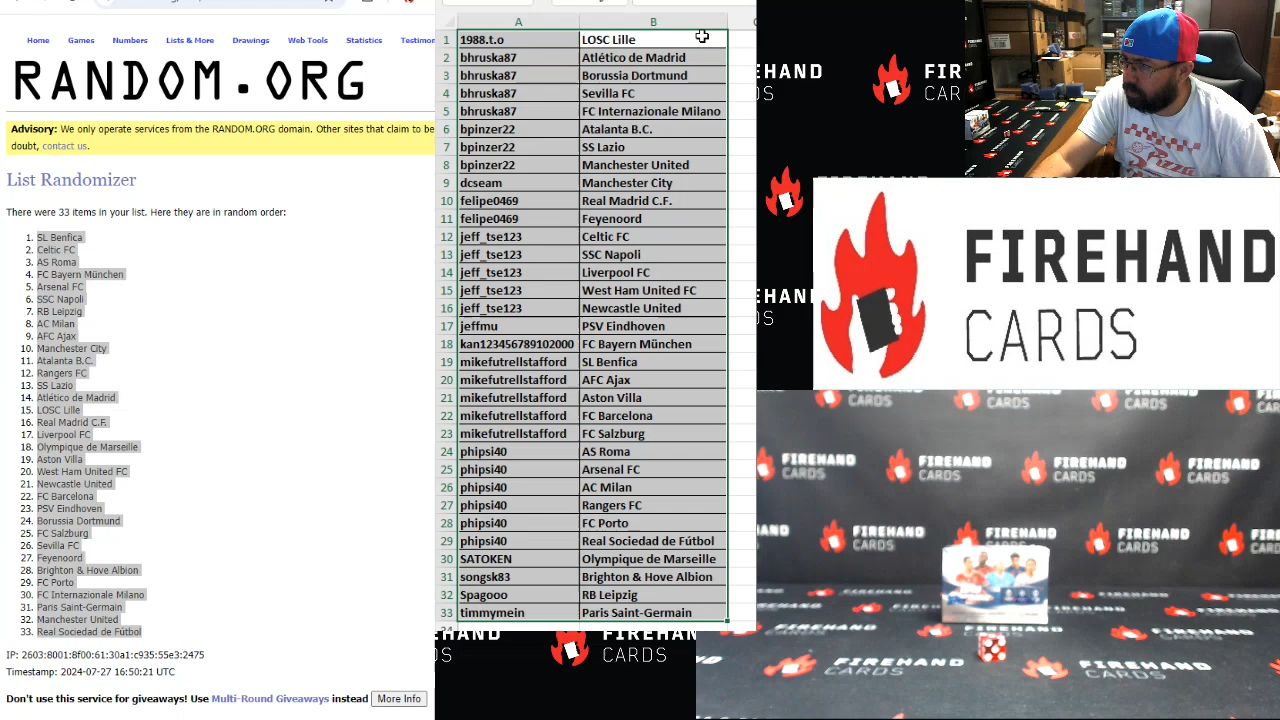 Home Games Numbers Lists & More Drawings Web Tools Statistics Testimon
RANDOM.ORG
Advisory: We only operate services from the RANDOM.ORG domain. Other sites that claim to be
doubt, contact us.
List Randomizer
There were 33 items in your list. Here they are in random order:
1. SL Benfica
2. Celtic FC
3. AS Roma
4. FC Bayern München
5. Arsenal FC
6. SSC Napoli
7. RB Leipzig
8. AC Milan
9. AFC Ajax
10. Manchester City
11. Atalanta B.C.
12. Rangers FC
13. SS Lazio
14. Atlético de Madrid
15. LOSC Lille
16. Real Madrid C.F.
17. Liverpool FC
18. Olympique de Marseille
19. Aston Villa
20. West Ham United FC
21. Newcastle United
22. FC Barcelona
23. PSV Eindhoven
24. Borussia Dortmund
25. FC Salzburg
26. Sevilla FC
27. Feyenoord
28. Brighton & Hove Albion
29. FC Porto
30. FC Internazionale Milano
31. Paris Saint-Germain
32. Manchester United
33. Real Sociedad de Fútbol
IP: 2603:8001:8f00:61:30a1:c935:55e3:2475
Timestamp: 2024-07-27 16:50:21 UTC
Don't use this service for giveaways! Use Multi-Round Giveaways instead More Info
A B
1 1988.t.o LOSC Lille
2 bhruska87 Atlético de Madrid
3 bhruska87 Borussia Dortmund
4 bhruska87 Sevilla FC
5 bhruska87 FC Internazionale Milano
6 bpinzer22 Atalanta B.C.
7 bpinzer22 SS Lazio
8 bpinzer22 Manchester United
9 dcseam Manchester City
10 felipe0469 Real Madrid C.F.
11 felipe0469 Feyenoord
12 jeff_tse123 Celtic FC
13 jeff_tse123 SSC Napoli
14 jeff_tse123 Liverpool FC
15 jeff_tse123 West Ham United FC
16 jeff_tse123 Newcastle United
17 jeffmu PSV Eindhoven
18 kan123456789102000 FC Bayern München
19 mikefutrellstafford SL Benfica
20 mikefutrellstafford AFC Ajax
21 mikefutrellstafford Aston Villa
22 mikefutrellstafford FC Barcelona
23 mikefutrellstafford FC Salzburg
24 phipsi40 AS Roma
25 phipsi40 Arsenal FC
26 phipsi40 AC Milan
27 phipsi40 Rangers FC
28 phipsi40 FC Porto
29 phipsi40 Real Sociedad de Fútbol
30 SATOKEN Olympique de Marseille
31 songsk83 Brighton & Hove Albion
32 Spagooo RB Leipzig
33 timmymein Paris Saint-Germain
FIREHAND
CARDS